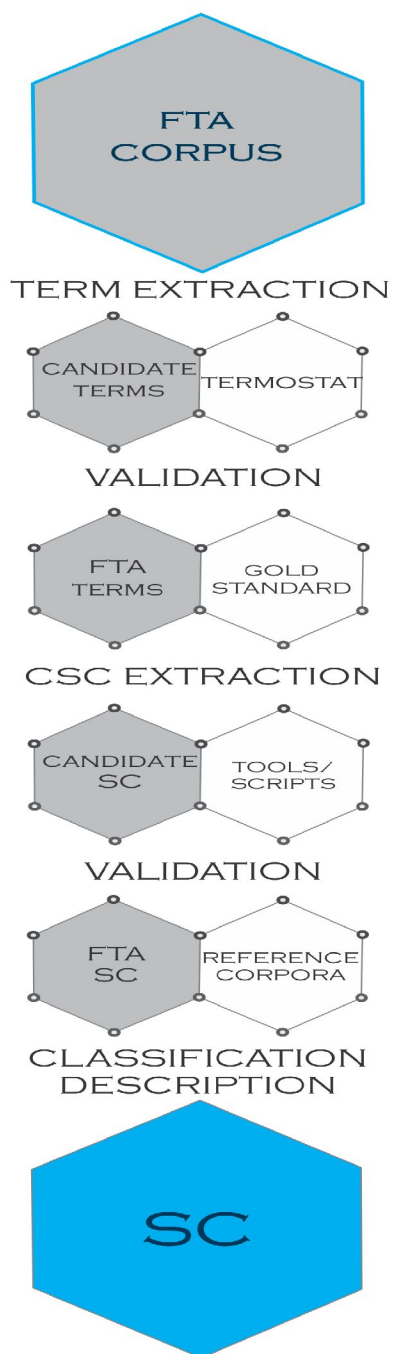 FTA
CORPUS
TERM EXTRACTION
CANDIDATE
TERMS
TERMOSTAT
VALIDATION
FTA
TERMS
GOLD
STANDARD
CSC EXTRACTION
CANDIDATE
SC
TOOLS/
SCRIPTS
VALIDATION
FTA
SC
REFERENCE
CORPORA
CLASSIFICATION
DESCRIPTION
SC